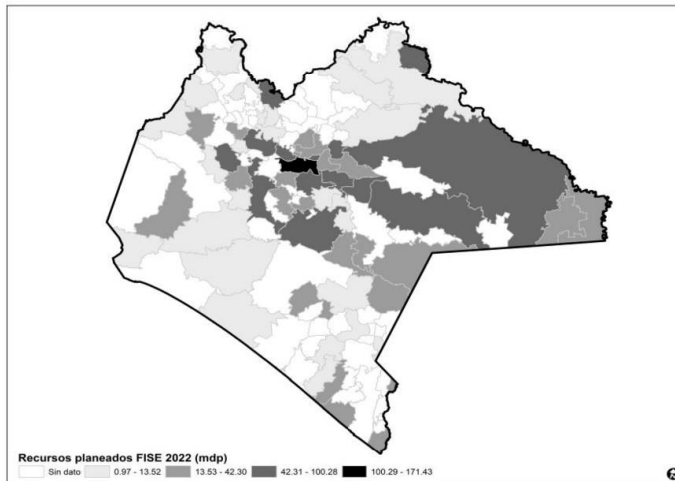 Recursos planeados FISE 2022 (mdp)
Sin dato 0.97 - 13.52 13.53 - 42.30 42.31 - 100.28 100.29 - 171.43